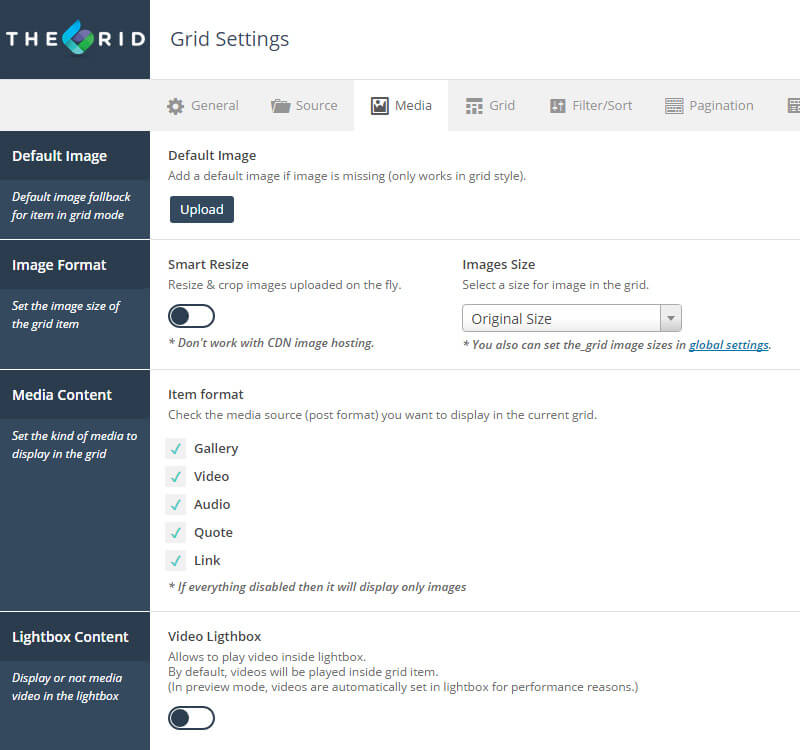 THE RID
Grid Settings
General
Source
Media
Grid
Filter/Sort
Pagination
Default Image
Default image fallback
for item in grid mode
Default Image
Add a default image if image is missing (only works in grid style).
Upload
Image Format
Set the image size of
the grid item
Smart Resize
Resize & crop images uploaded on the fly.
* Don't work with CDN image hosting.
Images Size
Select a size for image in the grid.
Original Size
* You also can set the_grid image sizes in global settings.
Media Content
Set the kind of media to
display in the grid
Item format
Check the media source (post format) you want to display in the current grid.
Gallery
Video
Audio
Quote
Link
* If everything disabled then it will display only images
Lightbox Content
Display or not media
video in the lightbox
Video Ligthbox
Allows to play video inside lightbox.
By default, videos will be played inside grid item.
(In preview mode, videos are automatically set in lightbox for performance reasons.)